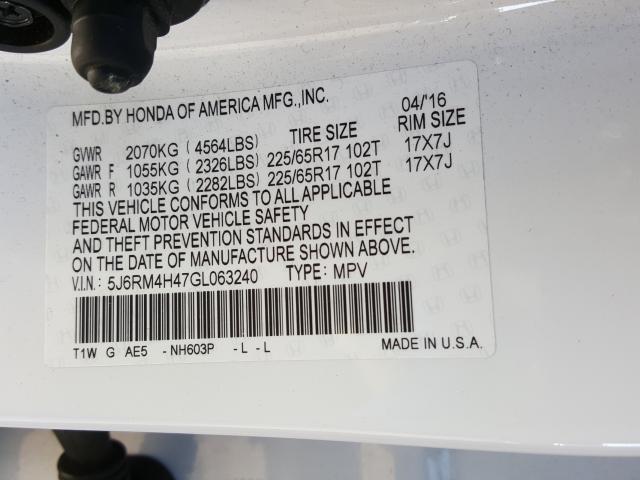 MFD.BY HONDA OF AMERICA MFG.,INC. 04/'16
TIRE SIZE RIM SIZE
GVWR 2070KG (4564LBS)
GAWR F 1055KG (2326LBS) 225/65R17 102T 17X7J
GAWR R 1035KG (2282LBS) 225/65R17 102T 17X7J
THIS VEHICLE CONFORMS TO ALL APPLICABLE
FEDERAL MOTOR VEHICLE SAFETY
AND THEFT PREVENTION STANDARDS IN EFFECT
ON THE DATE OF MANUFACTURE SHOWN ABOVE.
V.I.N.: 5J6RM4H47GL063240 TYPE: MPV
T1W G AE5 -NH603P -L -L MADE IN U.S.A.